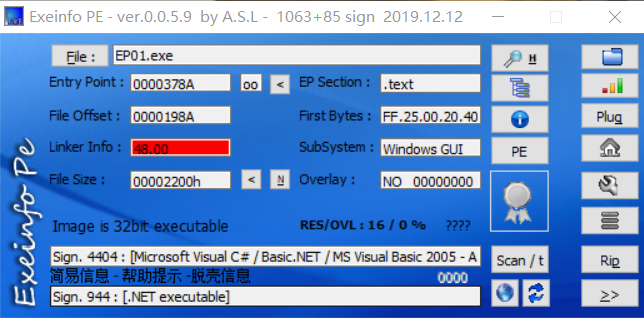 Exeinfo PE - ver.0.0.5.9 by A.S.L - 1063+85 sign 2019.12.12
File : EP01.exe H
Entry Point : 0000378A oo < EP Section : .text
File Offset : 0000198A First Bytes : FF.25.00.20.40 Plug
Linker Info : 48.00 SubSystem : Windows GUI PE
File Size : 00002200h < N Overlay : NO 00000000
Image is 32bit executable RES/OVL : 16 / 0 % ????
Sign. 4404 : [Microsoft Visual C# / Basic.NET / MS Visual Basic 2005 - A Scan / t Rip
简易信息 - 帮助提示 -脱壳信息 0000
Sign. 944 : [.NET executable] >>
Exeinfo Pe